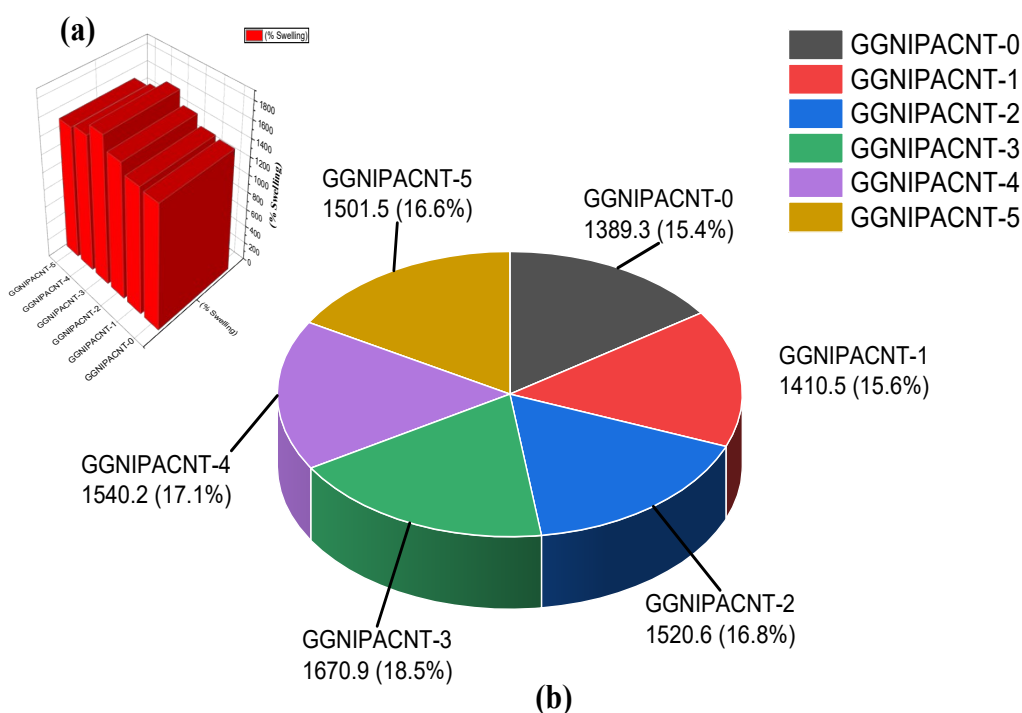 (a)
(% Swelling)
1800
1600
1400
1200
1000
800
600
400
200
0
(% Swelling)
GGNIPACNT-5
GGNIPACNT-4
GGNIPACNT-3
GGNIPACNT-2
GGNIPACNT-1
GGNIPACNT-0
(% Swelling)
GGNIPACNT-0
GGNIPACNT-1
GGNIPACNT-2
GGNIPACNT-3
GGNIPACNT-4
GGNIPACNT-5
GGNIPACNT-5
1501.5 (16.6%)
GGNIPACNT-0
1389.3 (15.4%)
GGNIPACNT-1
1410.5 (15.6%)
GGNIPACNT-4
1540.2 (17.1%)
GGNIPACNT-2
1520.6 (16.8%)
GGNIPACNT-3
1670.9 (18.5%)
(b)